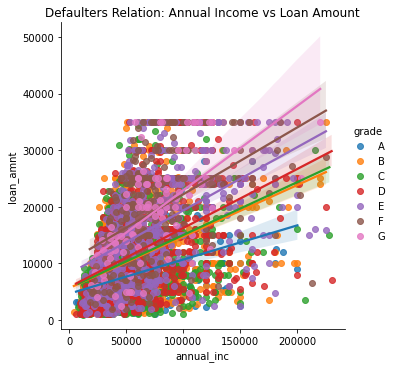 Defaulters Relation: Annual Income vs Loan Amount
50000
40000
30000
20000
10000
0
loan_amnt
0
50000
100000
150000
200000
annual_inc
grade
A
B
C
D
E
F
G